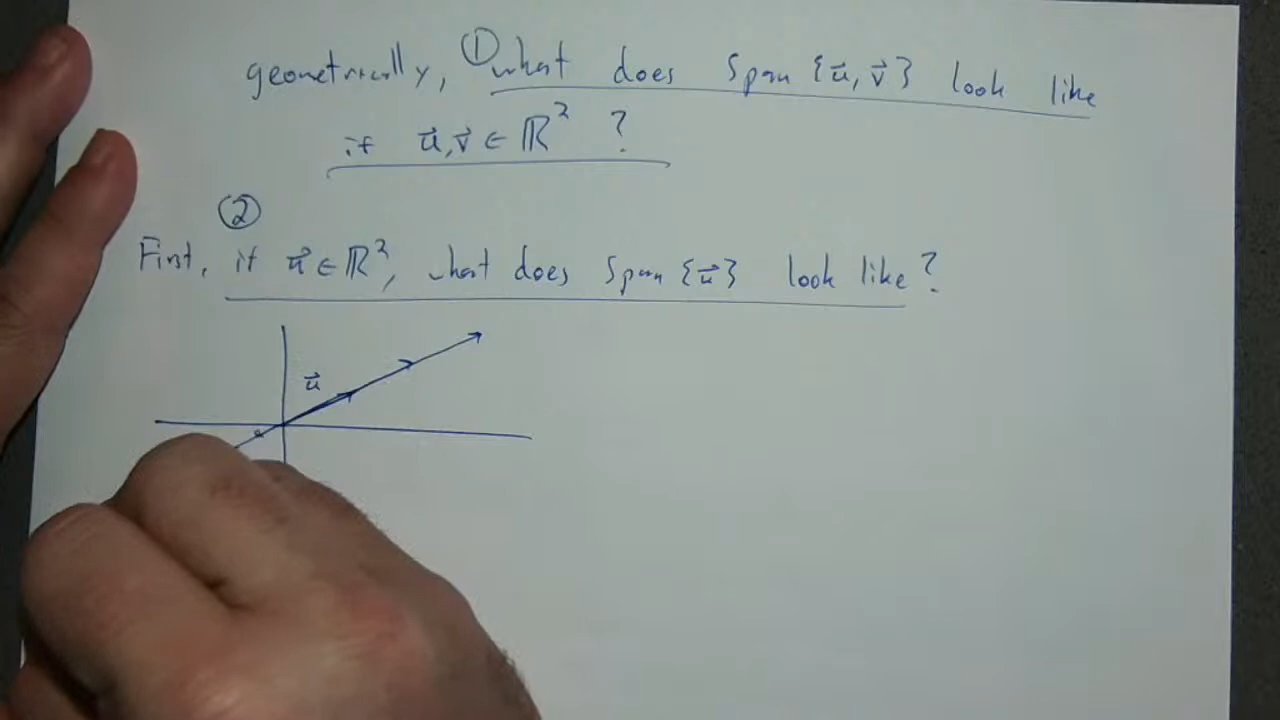 geometrically, ① what does Span {u⃗, v⃗} look like
if u⃗, v⃗ ∈ ℝ² ?
②
First, if u⃗ ∈ ℝ², what does Span {u⃗} look like?
u⃗